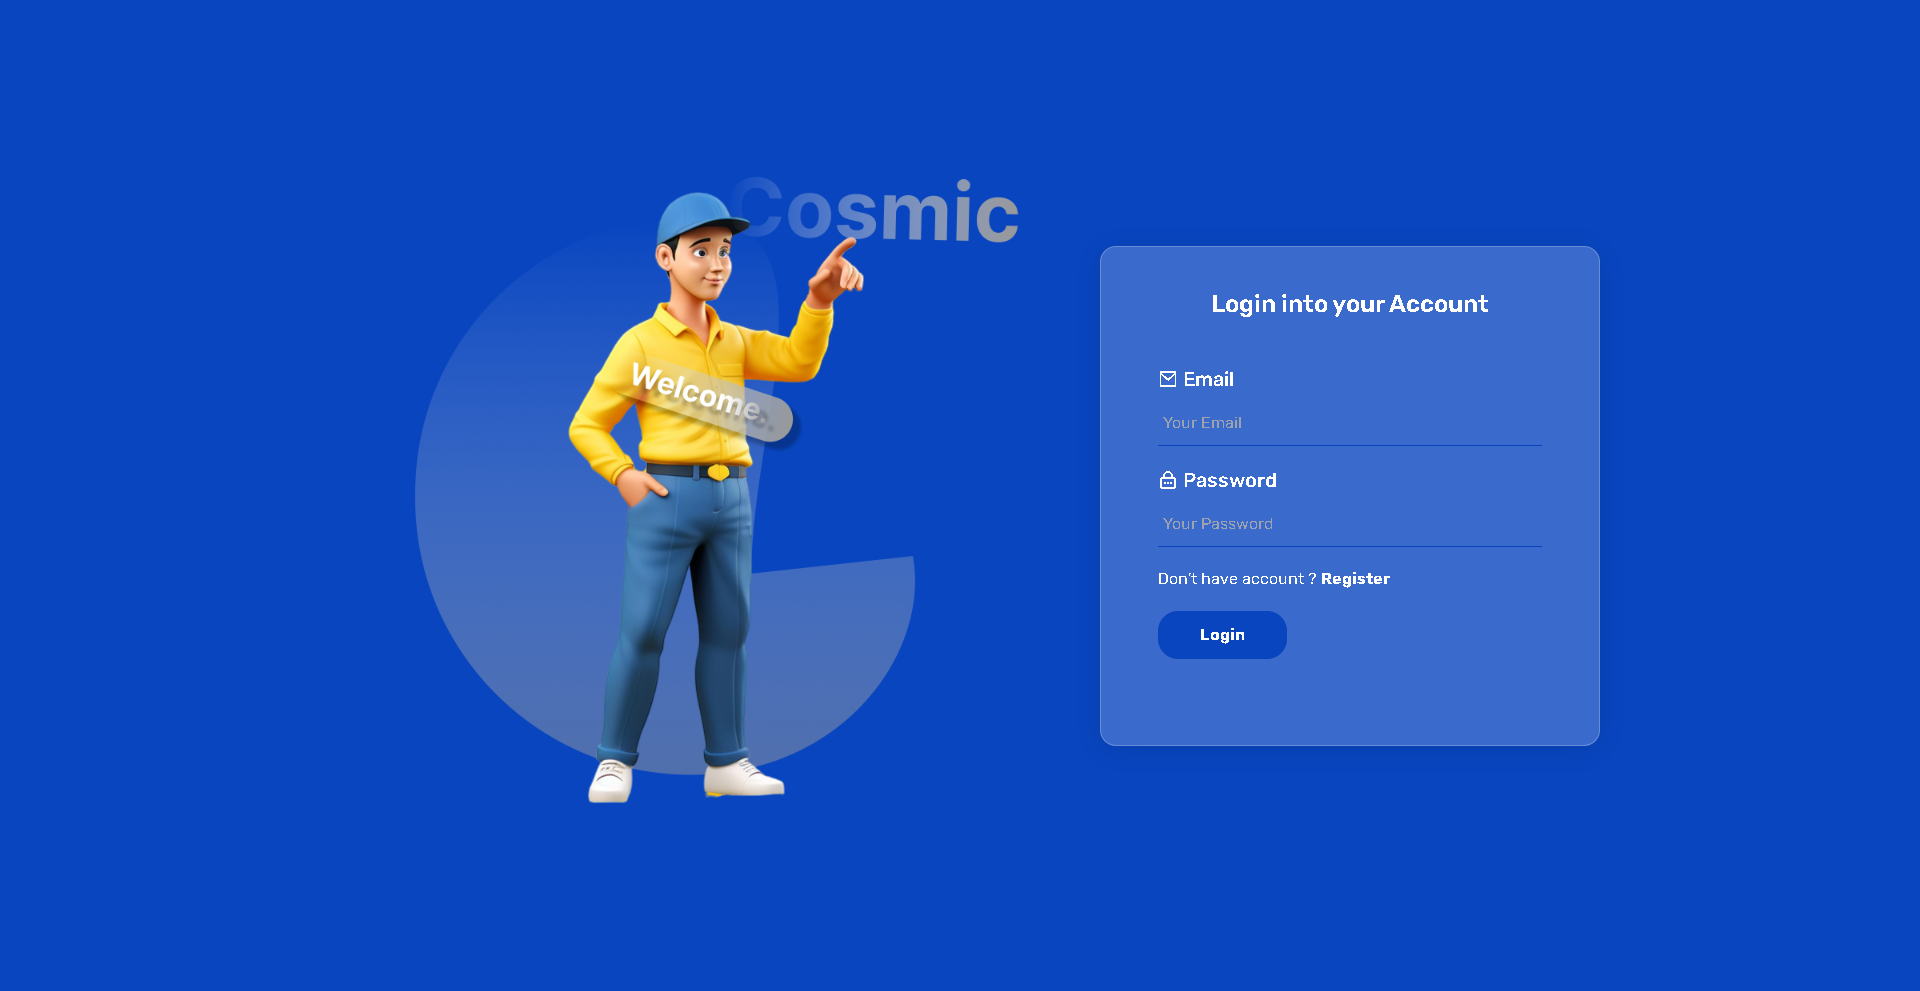 Cosmic
Welcome.
Login into your Account
Email
Your Email
Password
Your Password
Don't have account ? Register
Login